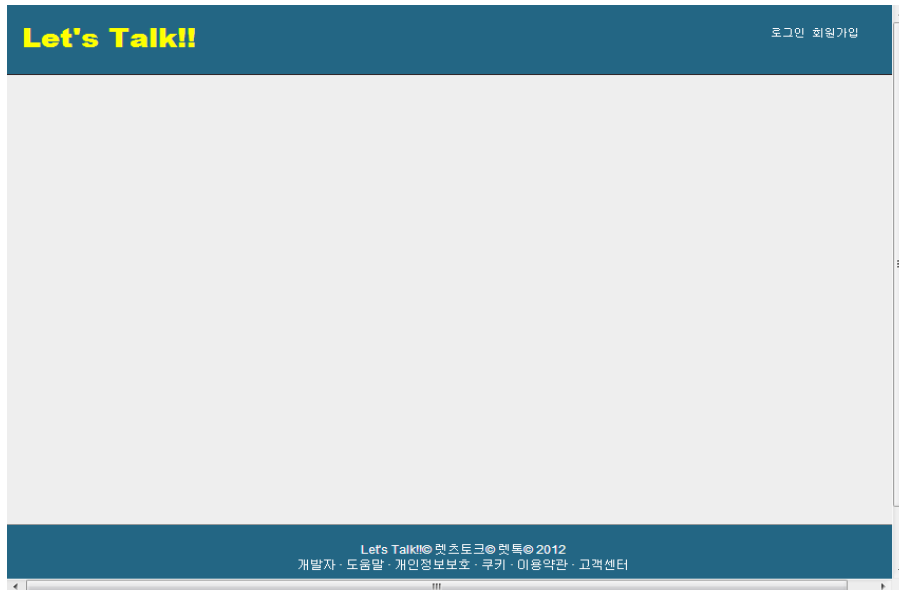 Let's Talk!!
로그인 회원가입
Let's Talk!!© 렛츠토크© 렛톡© 2012
개발자 · 도움말 · 개인정보보호 · 쿠키 · 이용약관 · 고객센터